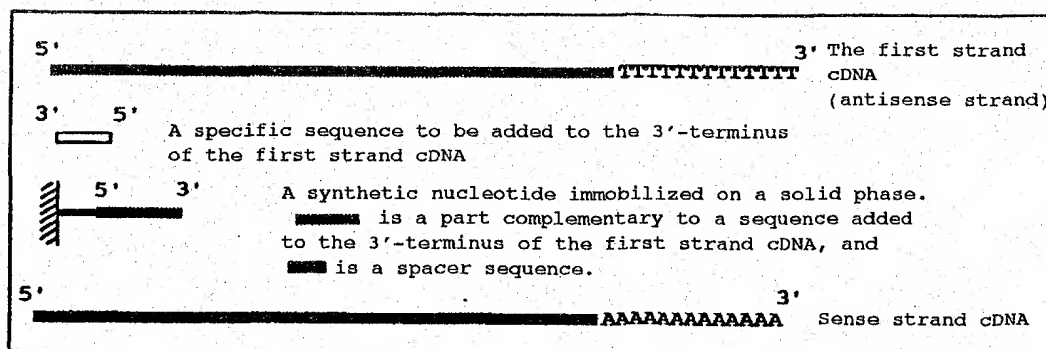 5' 3' The first strand
TTTTTTTTTTTTT cDNA
(antisense strand)
3' 5'
A specific sequence to be added to the 3'-terminus
of the first strand cDNA
5' 3' A synthetic nucleotide immobilized on a solid phase.
is a part complementary to a sequence added
to the 3'-terminus of the first strand cDNA, and
is a spacer sequence.
5' 3'
AAAAAAAAAAAAA Sense strand cDNA